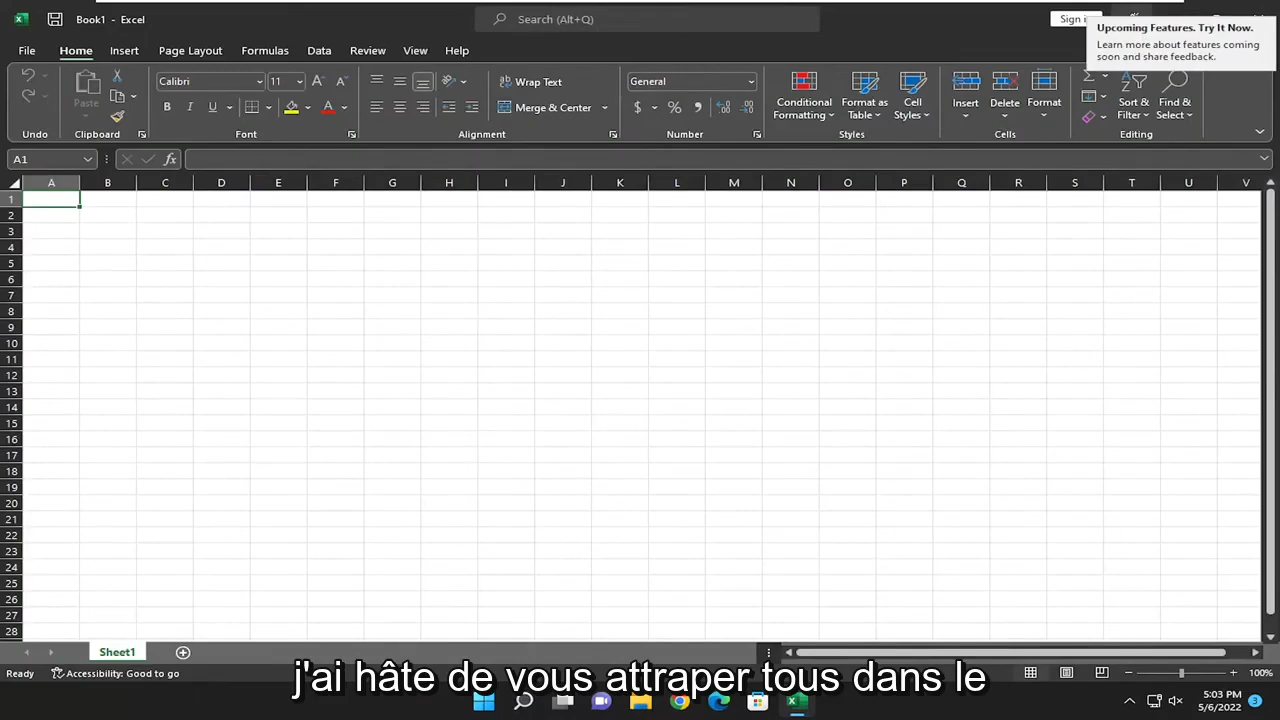 Book1 - Excel
Search (Alt+Q)
Upcoming Features. Try It Now.
Learn more about features coming
soon and share feedback.
File Home Insert Page Layout Formulas Data Review View Help
Calibri 11 Wrap Text General
Paste B I U Merge & Center $ % Conditional Formatting Format as Table Cell Styles Insert Delete Format Sort & Filter Find & Select
Undo Clipboard Font Alignment Number Styles Cells Editing
A1 fx
A B C D E F G H I J K L M N O P Q R S T U V
1
2
3
4
5
6
7
8
9
10
11
12
13
14
15
16
17
18
19
20
21
22
23
24
25
26
27
28
Sheet1
Ready Accessibility: Good to go 100%
j'ai hâte de vous attraper tous dans le
5:03 PM
5/6/2022 3